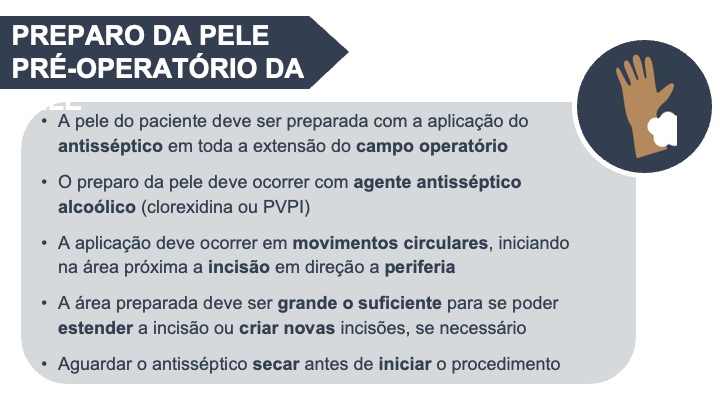 PREPARO DA PELE
PRÉ-OPERATÓRIO DA
• A pele do paciente deve ser preparada com a aplicação do
antisséptico em toda a extensão do campo operatório
• O preparo da pele deve ocorrer com agente antisséptico
alcoólico (clorexidina ou PVPI)
• A aplicação deve ocorrer em movimentos circulares, iniciando
na área próxima a incisão em direção a periferia
• A área preparada deve ser grande o suficiente para se poder
estender a incisão ou criar novas incisões, se necessário
• Aguardar o antisséptico secar antes de iniciar o procedimento